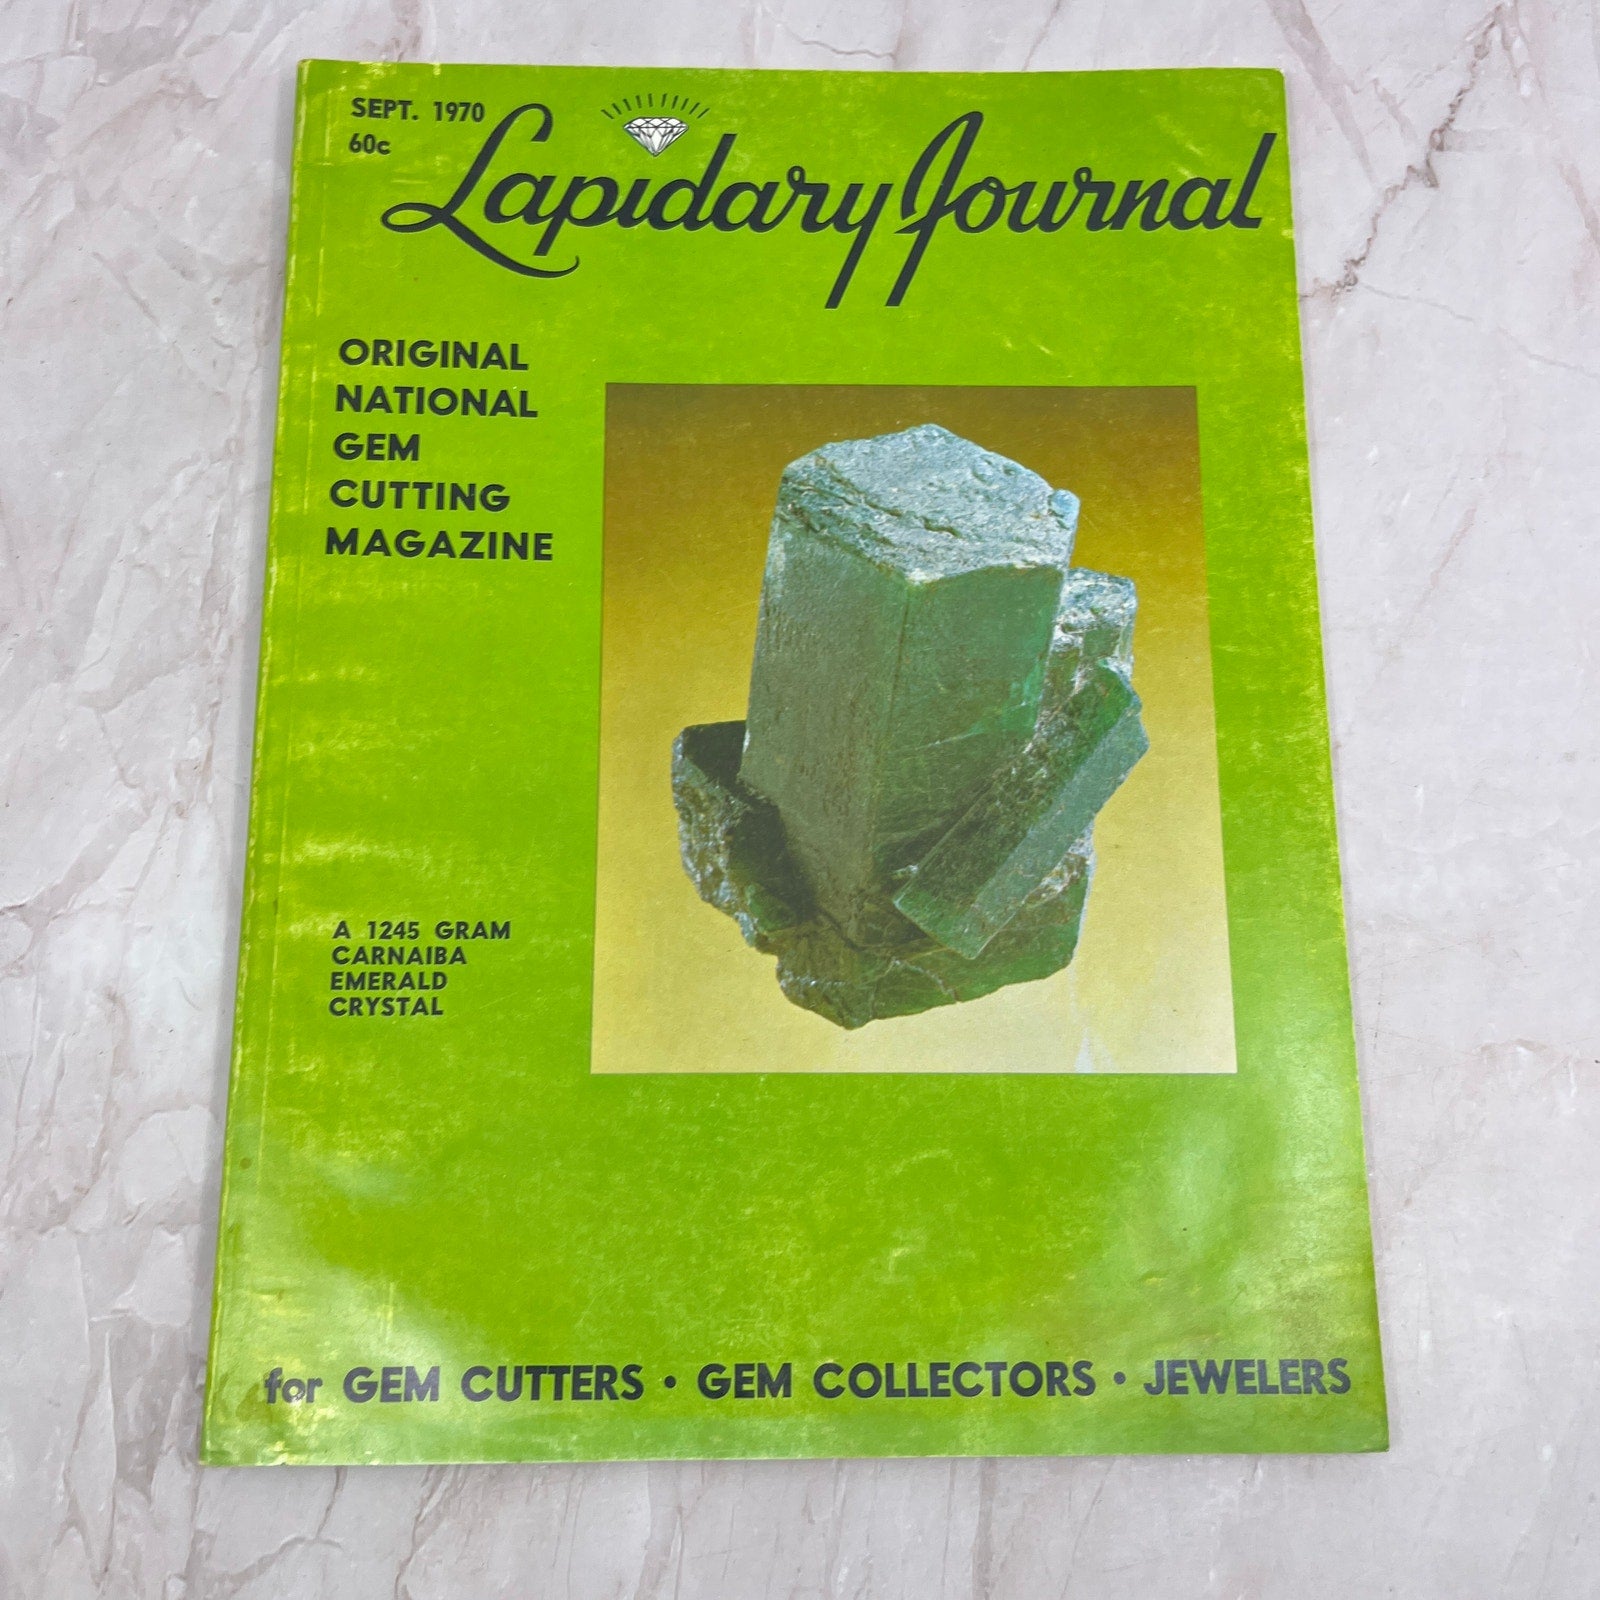 SEPT. 1970
60c
Lapidary Journal
ORIGINAL
NATIONAL
GEM
CUTTING
MAGAZINE
A 1245 GRAM
CARNAIBA
EMERALD
CRYSTAL
for GEM CUTTERS • GEM COLLECTORS • JEWELERS